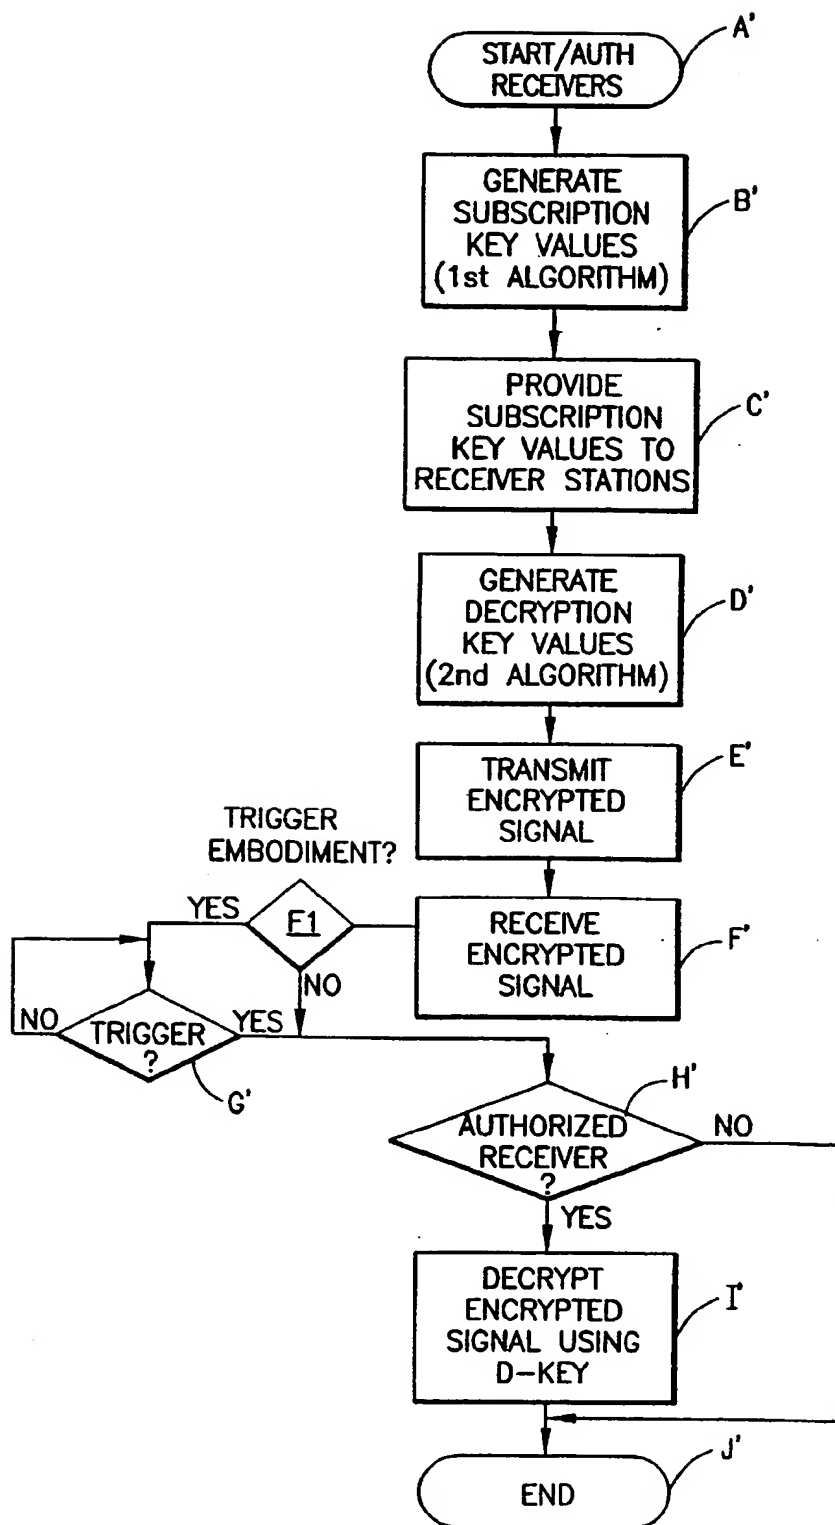 START/AUTH
RECEIVERS
A'
GENERATE
SUBSCRIPTION
KEY VALUES
(1st ALGORITHM)
B'
PROVIDE
SUBSCRIPTION
KEY VALUES TO
RECEIVER STATIONS
C'
GENERATE
DECRYPTION
KEY VALUES
(2nd ALGORITHM)
D'
TRANSMIT
ENCRYPTED
SIGNAL
E'
TRIGGER
EMBODIMENT?
YES
F1
NO
RECEIVE
ENCRYPTED
SIGNAL
F'
NO
TRIGGER
?
YES
G'
H'
AUTHORIZED
RECEIVER
?
NO
YES
DECRYPT
ENCRYPTED
SIGNAL USING
D-KEY
I'
END
J'